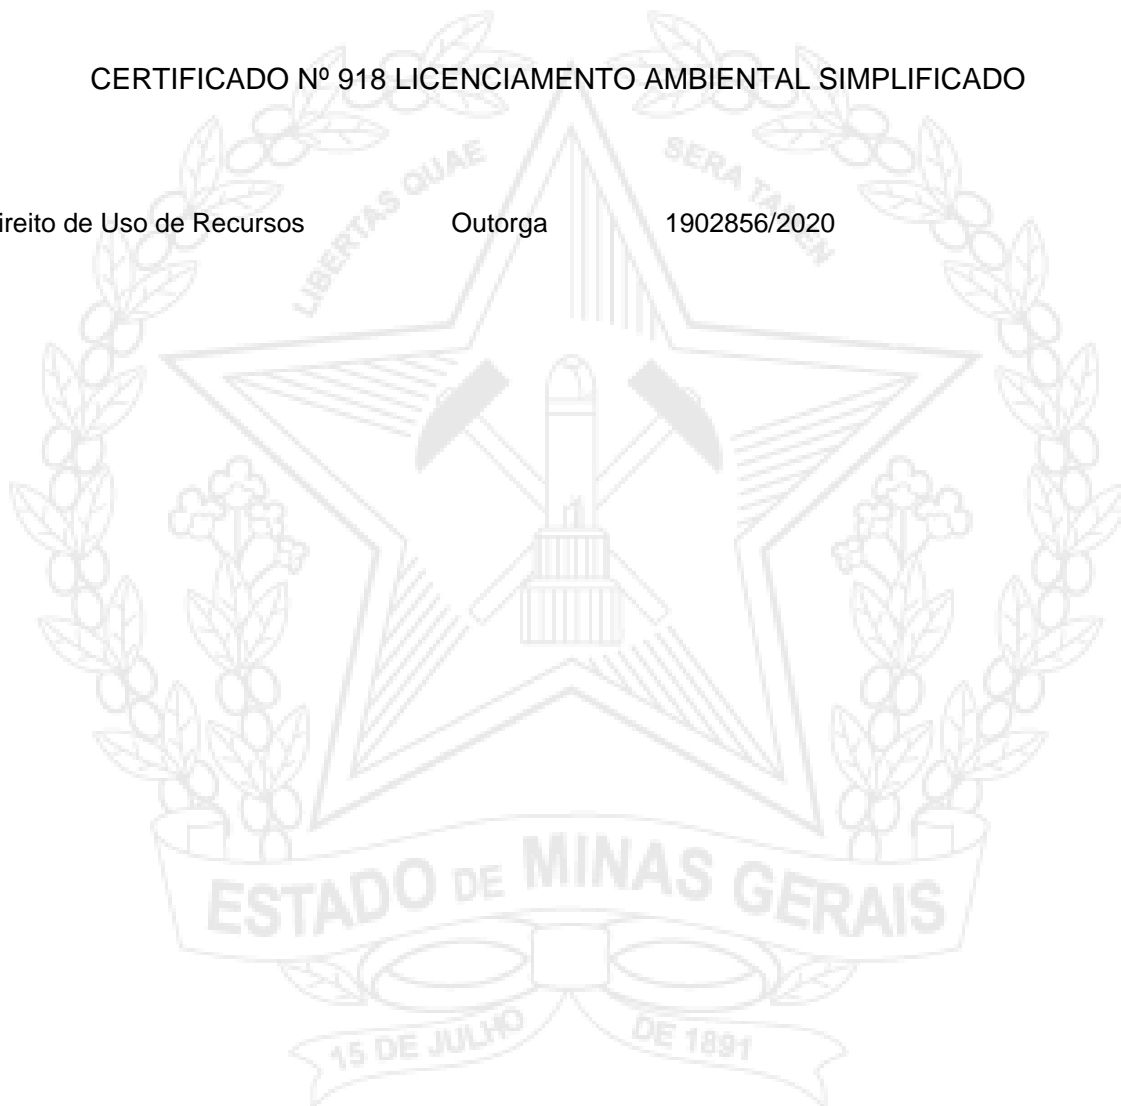 CERTIFICADO Nº 918 LICENCIAMENTO AMBIENTAL SIMPLIFICADO
LIBERTAS QUAE SERA TAMEN
ireito de Uso de Recursos Outorga 1902856/2020
ESTADO DE MINAS GERAIS
15 DE JULHO DE 1891